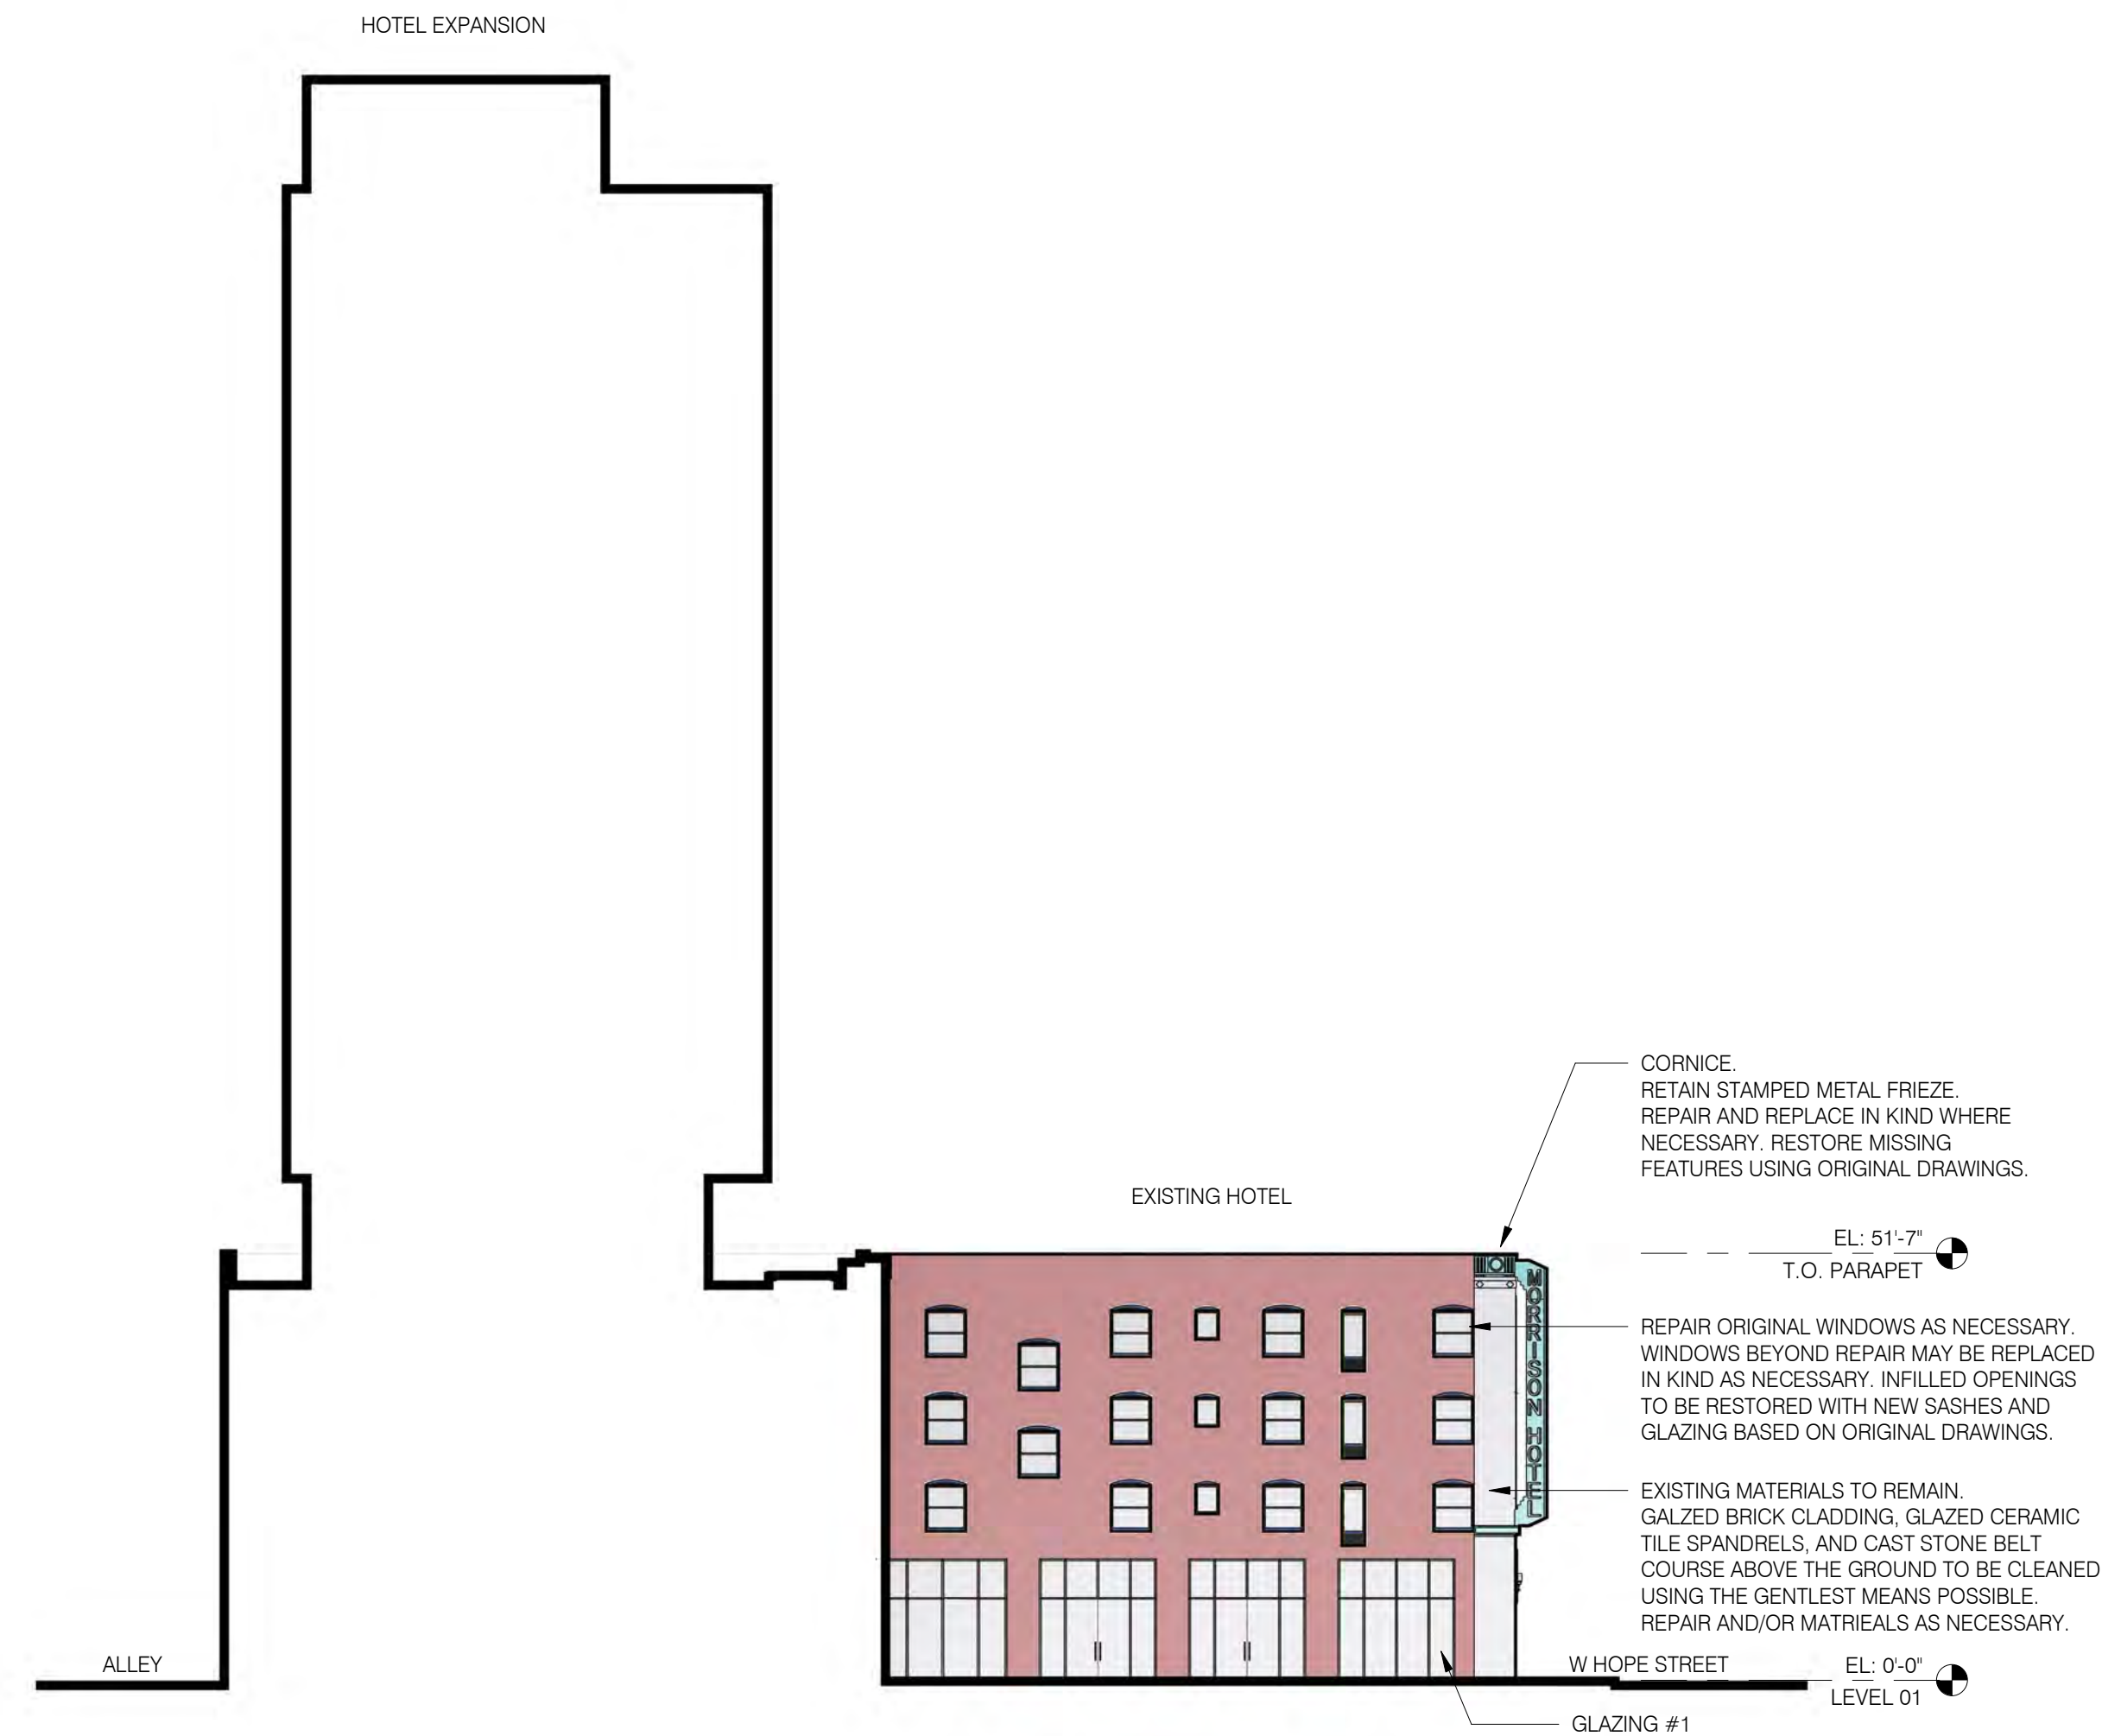 HOTEL EXPANSION
CORNICE.
RETAIN STAMPED METAL FRIEZE.
REPAIR AND REPLACE IN KIND WHERE
NECESSARY. RESTORE MISSING
FEATURES USING ORIGINAL DRAWINGS.
EXISTING HOTEL
EL: 51'-7"
T.O. PARAPET
MORRISON HOTEL
REPAIR ORIGINAL WINDOWS AS NECESSARY.
WINDOWS BEYOND REPAIR MAY BE REPLACED
IN KIND AS NECESSARY. INFILLED OPENINGS
TO BE RESTORED WITH NEW SASHES AND
GLAZING BASED ON ORIGINAL DRAWINGS.
EXISTING MATERIALS TO REMAIN.
GALZED BRICK CLADDING, GLAZED CERAMIC
TILE SPANDRELS, AND CAST STONE BELT
COURSE ABOVE THE GROUND TO BE CLEANED
USING THE GENTLEST MEANS POSSIBLE.
REPAIR AND/OR MATRIEALS AS NECESSARY.
ALLEY
W HOPE STREET
EL: 0'-0"
LEVEL 01
GLAZING #1